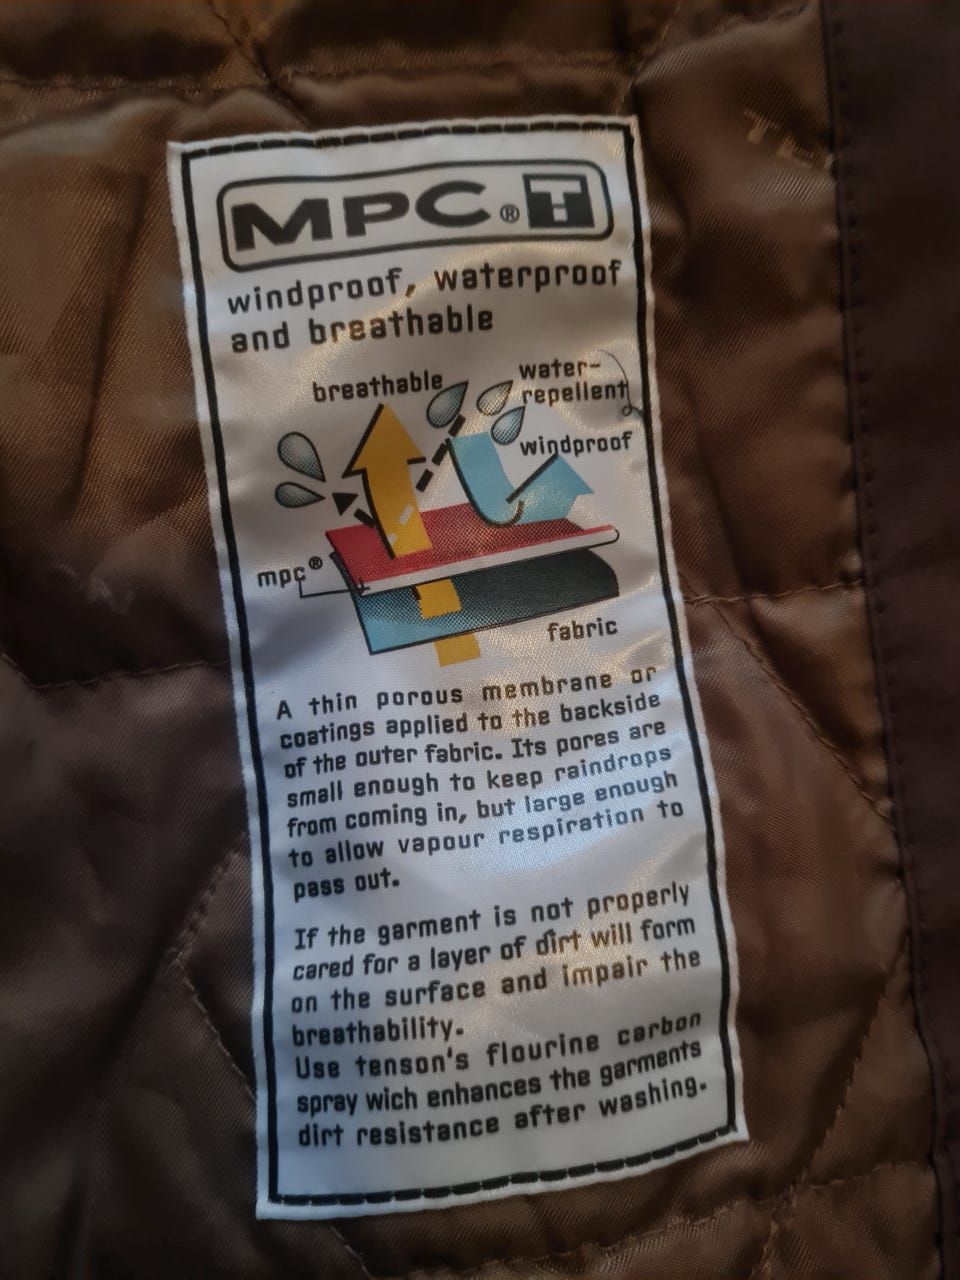 MPC®
windproof, waterproof
and breathable
breathable
water-
repellent
windproof
mpc®
fabric
A thin porous membrane or
coatings applied to the backside
of the outer fabric. Its pores are
small enough to keep raindrops
from coming in, but large enough
to allow vapour respiration to
pass out.
If the garment is not properly
cared for a layer of dirt will form
on the surface and impair the
breathability.
Use tenson's flourine carbon
spray wich enhances the garments
dirt resistance after washing.